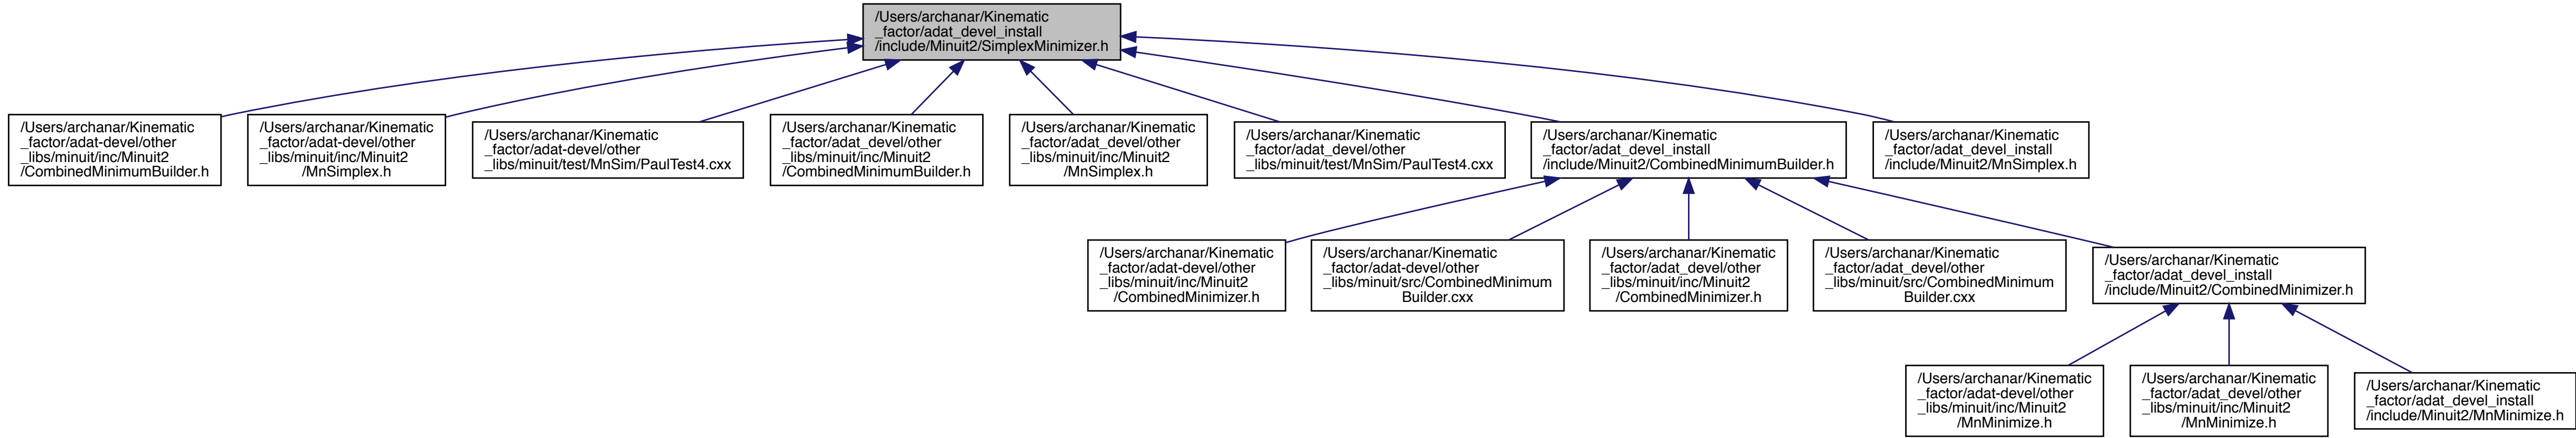 /Users/archanar/Kinematic
_factor/adat_devel_install
/include/Minuit2/SimplexMinimizer.h
/Users/archanar/Kinematic
_factor/adat-devel/other
_libs/minuit/inc/Minuit2
/CombinedMinimumBuilder.h
/Users/archanar/Kinematic
_factor/adat-devel/other
_libs/minuit/inc/Minuit2
/MnSimplex.h
/Users/archanar/Kinematic
_factor/adat-devel/other
_libs/minuit/test/MnSim/PaulTest4.cxx
/Users/archanar/Kinematic
_factor/adat_devel/other
_libs/minuit/inc/Minuit2
/CombinedMinimumBuilder.h
/Users/archanar/Kinematic
_factor/adat_devel/other
_libs/minuit/inc/Minuit2
/MnSimplex.h
/Users/archanar/Kinematic
_factor/adat_devel/other
_libs/minuit/test/MnSim/PaulTest4.cxx
/Users/archanar/Kinematic
_factor/adat_devel_install
/include/Minuit2/CombinedMinimumBuilder.h
/Users/archanar/Kinematic
_factor/adat_devel_install
/include/Minuit2/MnSimplex.h
/Users/archanar/Kinematic
_factor/adat-devel/other
_libs/minuit/inc/Minuit2
/CombinedMinimizer.h
/Users/archanar/Kinematic
_factor/adat-devel/other
_libs/minuit/src/CombinedMinimum
Builder.cxx
/Users/archanar/Kinematic
_factor/adat_devel/other
_libs/minuit/inc/Minuit2
/CombinedMinimizer.h
/Users/archanar/Kinematic
_factor/adat_devel/other
_libs/minuit/src/CombinedMinimum
Builder.cxx
/Users/archanar/Kinematic
_factor/adat_devel_install
/include/Minuit2/CombinedMinimizer.h
/Users/archanar/Kinematic
_factor/adat-devel/other
_libs/minuit/inc/Minuit2
/MnMinimize.h
/Users/archanar/Kinematic
_factor/adat_devel/other
_libs/minuit/inc/Minuit2
/MnMinimize.h
/Users/archanar/Kinematic
_factor/adat_devel_install
/include/Minuit2/MnMinimize.h